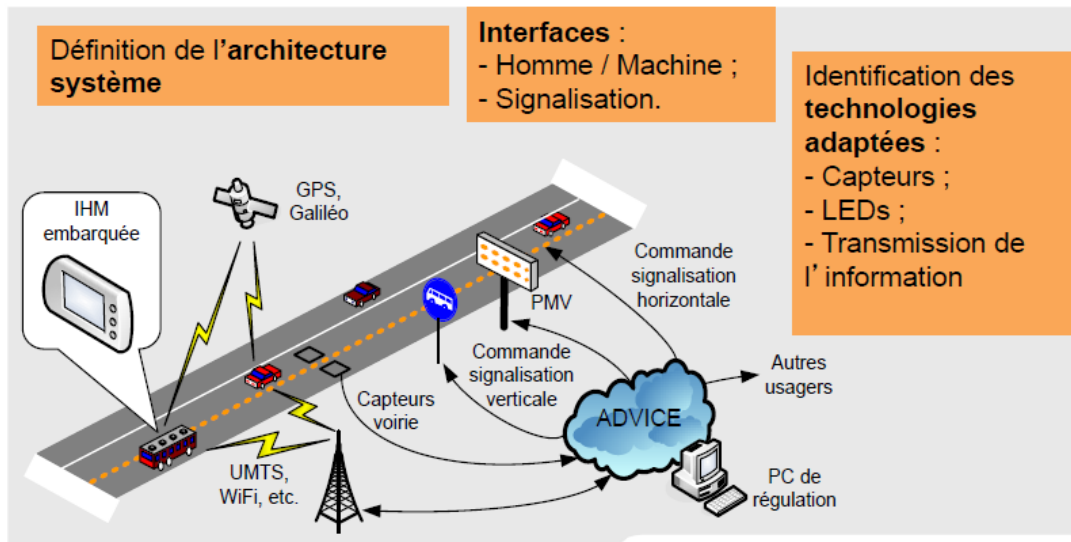 Définition de l'architecture
système
Interfaces :
- Homme / Machine ;
- Signalisation.
Identification des
technologies
adaptées :
- Capteurs ;
- LEDs ;
- Transmission de
l' information
IHM
embarquée
GPS,
Galiléo
Commande
signalisation
horizontale
PMV
Commande
signalisation
verticale
Capteurs
voirie
Autres
usagers
ADVICE
UMTS,
WiFi, etc.
PC de
régulation